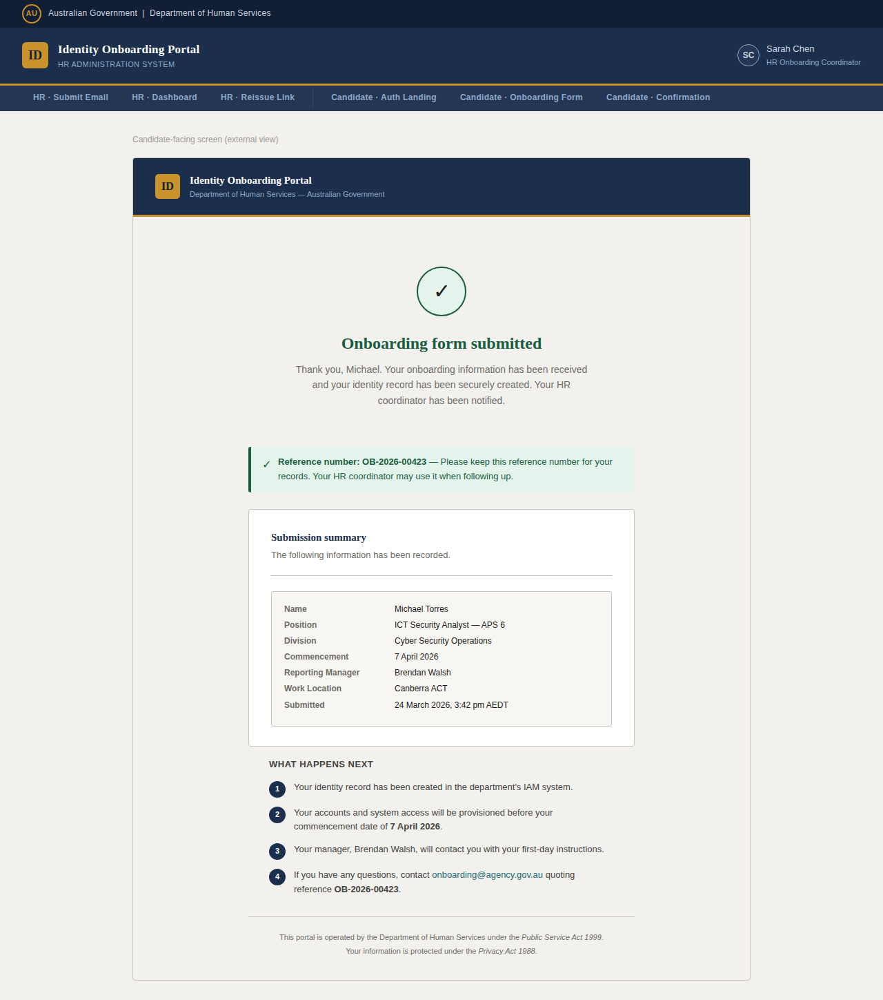 AU Australian Government | Department of Human Services
ID Identity Onboarding Portal
HR ADMINISTRATION SYSTEM
SC Sarah Chen
HR Onboarding Coordinator
HR · Submit Email HR · Dashboard HR · Reissue Link Candidate · Auth Landing Candidate · Onboarding Form Candidate · Confirmation
Candidate-facing screen (external view)
ID Identity Onboarding Portal
Department of Human Services — Australian Government
✓
Onboarding form submitted
Thank you, Michael. Your onboarding information has been received
and your identity record has been securely created. Your HR
coordinator has been notified.
✓ Reference number: OB-2026-00423 — Please keep this reference number for your
records. Your HR coordinator may use it when following up.
Submission summary
The following information has been recorded.
Name Michael Torres
Position ICT Security Analyst — APS 6
Division Cyber Security Operations
Commencement 7 April 2026
Reporting Manager Brendan Walsh
Work Location Canberra ACT
Submitted 24 March 2026, 3:42 pm AEDT
WHAT HAPPENS NEXT
1 Your identity record has been created in the department's IAM system.
2 Your accounts and system access will be provisioned before your
commencement date of 7 April 2026.
3 Your manager, Brendan Walsh, will contact you with your first-day instructions.
4 If you have any questions, contact onboarding@agency.gov.au quoting
reference OB-2026-00423.
This portal is operated by the Department of Human Services under the Public Service Act 1999.
Your information is protected under the Privacy Act 1988.